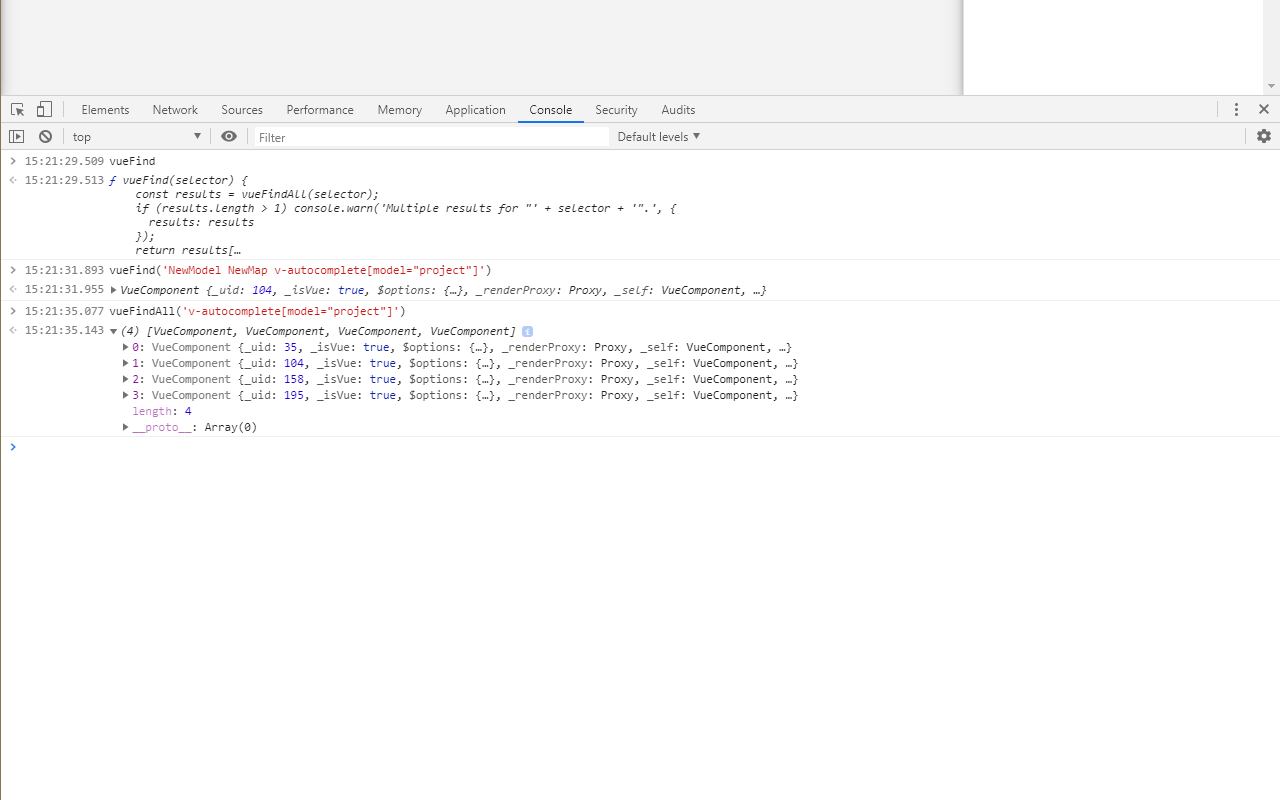 Elements Network Sources Performance Memory Application Console Security Audits
top Filter Default levels
15:21:29.509 vueFind
15:21:29.513 ƒ vueFind(selector) {
const results = vueFindAll(selector);
if (results.length > 1) console.warn('Multiple results for "' + selector + '".', {
results: results
});
return results[…
15:21:31.893 vueFind('NewModel NewMap v-autocomplete[model="project"]')
15:21:31.955 VueComponent {_uid: 104, _isVue: true, $options: {…}, _renderProxy: Proxy, _self: VueComponent, …}
15:21:35.077 vueFindAll('v-autocomplete[model="project"]')
15:21:35.143 (4) [VueComponent, VueComponent, VueComponent, VueComponent] i
0: VueComponent {_uid: 35, _isVue: true, $options: {…}, _renderProxy: Proxy, _self: VueComponent, …}
1: VueComponent {_uid: 104, _isVue: true, $options: {…}, _renderProxy: Proxy, _self: VueComponent, …}
2: VueComponent {_uid: 158, _isVue: true, $options: {…}, _renderProxy: Proxy, _self: VueComponent, …}
3: VueComponent {_uid: 195, _isVue: true, $options: {…}, _renderProxy: Proxy, _self: VueComponent, …}
length: 4
__proto__: Array(0)